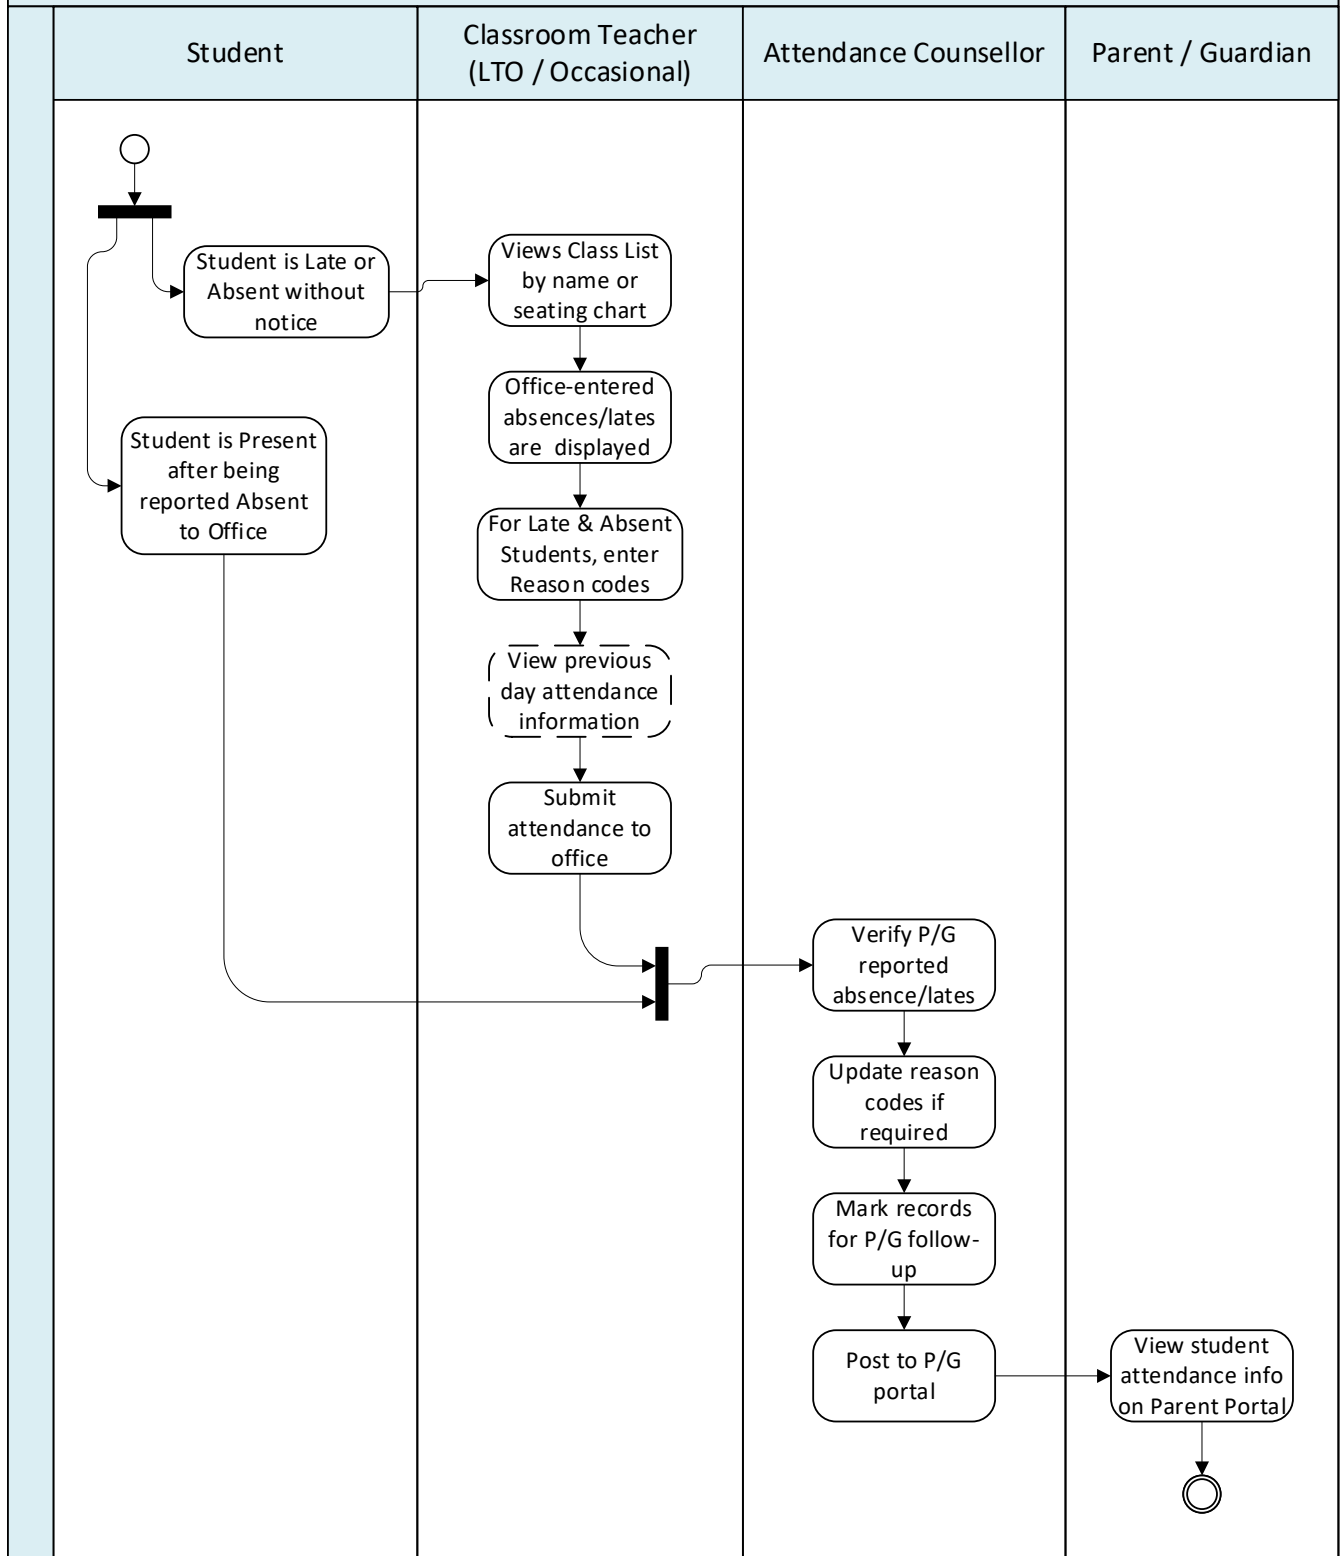 Student
Classroom Teacher
(LTO / Occasional)
Attendance Counsellor
Parent / Guardian
Student is Late or
Absent without
notice
Views Class List
by name or
seating chart
Office-entered
absences/lates
are displayed
Student is Present
after being
reported Absent
to Office
For Late & Absent
Students, enter
Reason codes
View previous
day attendance
information
Submit
attendance to
office
Verify P/G
reported
absence/lates
Update reason
codes if
required
Mark records
for P/G follow-
up
Post to P/G
portal
View student
attendance info
on Parent Portal